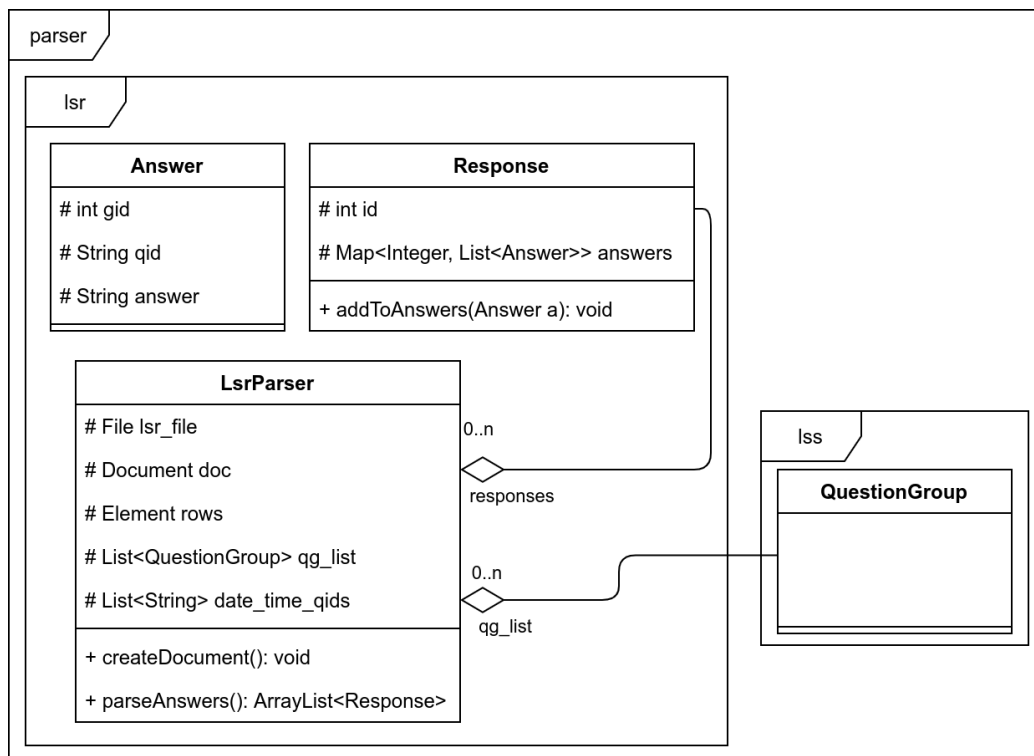 parser
lsr
Answer
# int gid
# String qid
# String answer
Response
# int id
# Map<Integer, List<Answer>> answers
+ addToAnswers(Answer a): void
LsrParser
# File lsr_file
# Document doc
# Element rows
# List<QuestionGroup> qg_list
# List<String> date_time_qids
+ createDocument(): void
+ parseAnswers(): ArrayList<Response>
0..n
responses
0..n
qg_list
lss
QuestionGroup